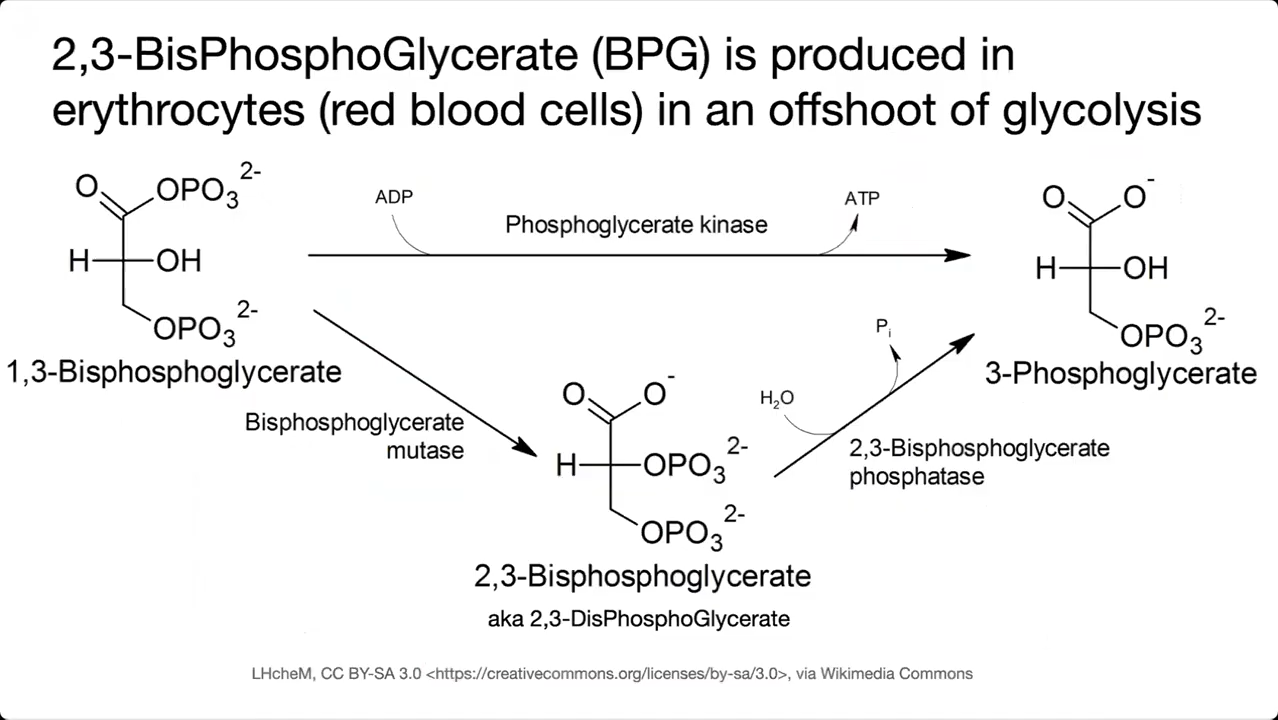 2,3-BisPhosphoGlycerate (BPG) is produced in
erythrocytes (red blood cells) in an offshoot of glycolysis
O OPO3 2-
H OH
OPO3 2-
1,3-Bisphosphoglycerate
ADP
Phosphoglycerate kinase
ATP
O O-
H OH
OPO3 2-
3-Phosphoglycerate
Bisphosphoglycerate
mutase
O O-
H OPO3 2-
OPO3 2-
2,3-Bisphosphoglycerate
aka 2,3-DisPhosphoGlycerate
H2O
Pi
2,3-Bisphosphoglycerate
phosphatase
LHcheM, CC BY-SA 3.0 <https://creativecommons.org/licenses/by-sa/3.0>, via Wikimedia Commons